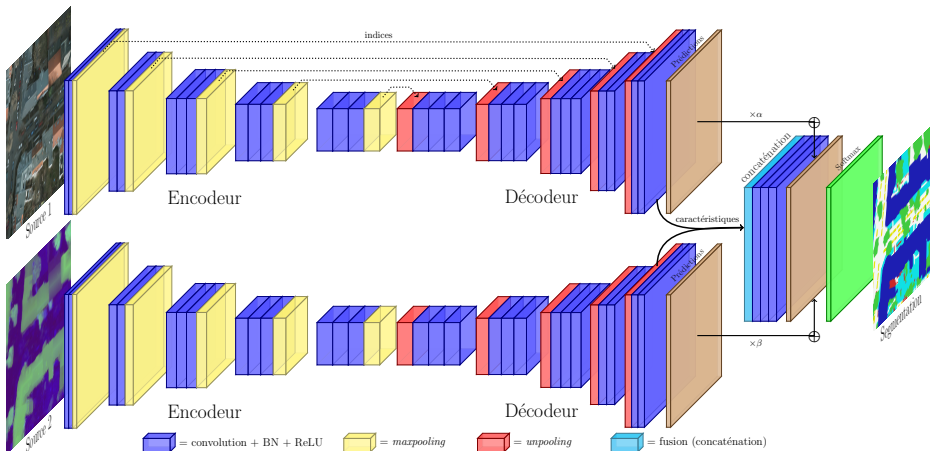 indices
Prédictions
×α
concaténation
Softmax
Source 1
Encodeur
Décodeur
caractéristiques
Prédictions
Segmentation
×β
Source 2
Encodeur
Décodeur
= convolution + BN + ReLU
= maxpooling
= unpooling
= fusion (concaténation)